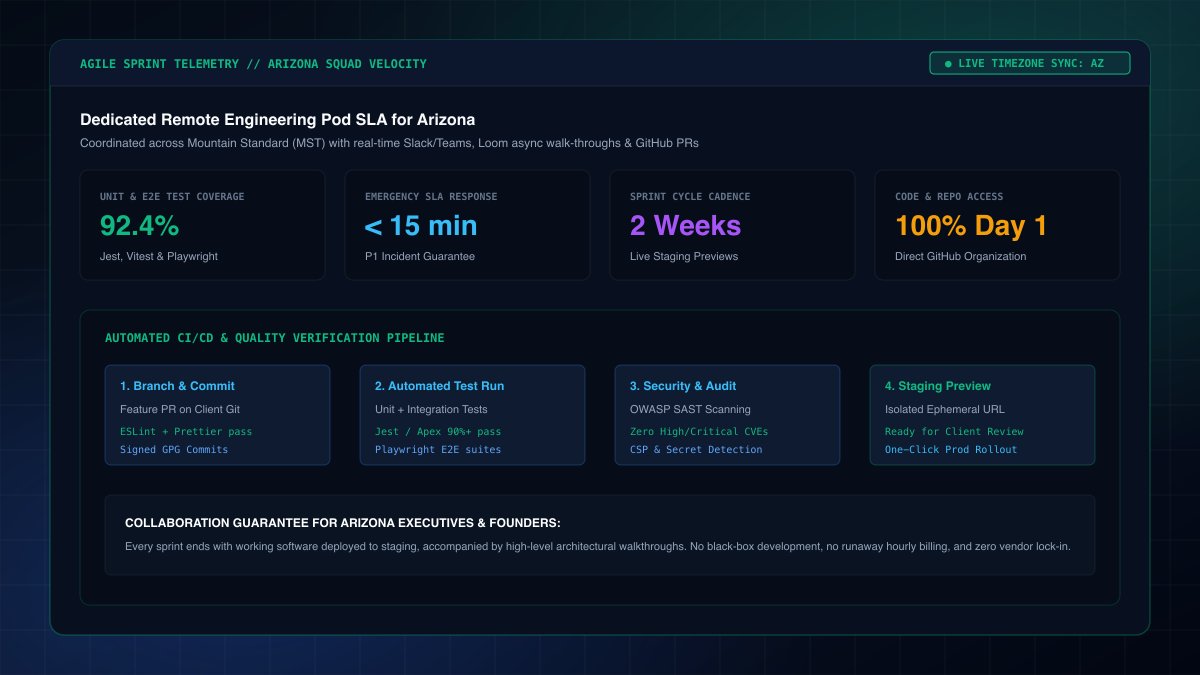 AGILE SPRINT TELEMETRY // ARIZONA SQUAD VELOCITY
● LIVE TIMEZONE SYNC: AZ
Dedicated Remote Engineering Pod SLA for Arizona
Coordinated across Mountain Standard (MST) with real-time Slack/Teams, Loom async walk-throughs & GitHub PRs
UNIT & E2E TEST COVERAGE
92.4%
Jest, Vitest & Playwright
EMERGENCY SLA RESPONSE
< 15 min
P1 Incident Guarantee
SPRINT CYCLE CADENCE
2 Weeks
Live Staging Previews
CODE & REPO ACCESS
100% Day 1
Direct GitHub Organization
AUTOMATED CI/CD & QUALITY VERIFICATION PIPELINE
1. Branch & Commit
Feature PR on Client Git
ESLint + Prettier pass
Signed GPG Commits
2. Automated Test Run
Unit + Integration Tests
Jest / Apex 90%+ pass
Playwright E2E suites
3. Security & Audit
OWASP SAST Scanning
Zero High/Critical CVEs
CSP & Secret Detection
4. Staging Preview
Isolated Ephemeral URL
Ready for Client Review
One-Click Prod Rollout
COLLABORATION GUARANTEE FOR ARIZONA EXECUTIVES & FOUNDERS:
Every sprint ends with working software deployed to staging, accompanied by high-level architectural walkthroughs. No black-box development, no runaway hourly billing, and zero vendor lock-in.